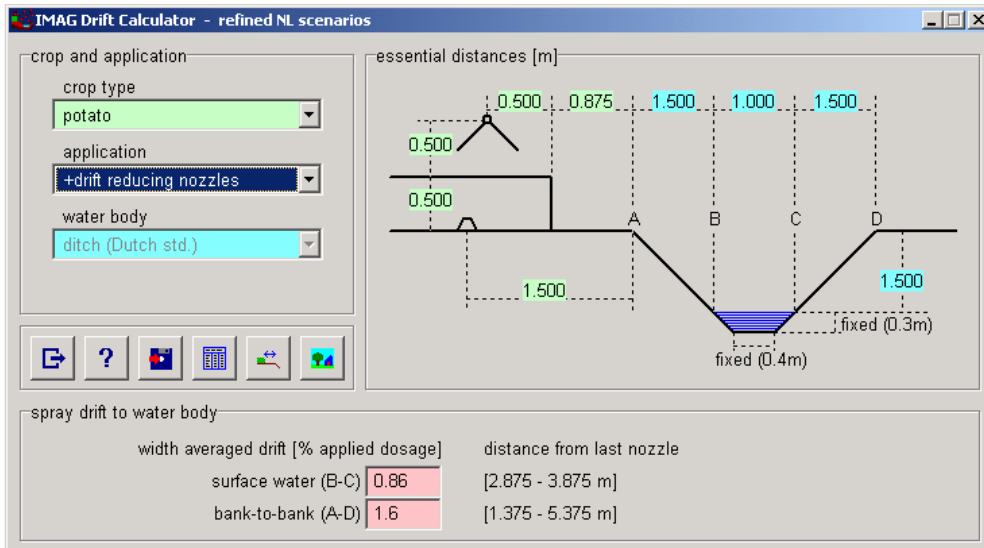 IMAG Drift Calculator - refined NL scenarios
crop and application
crop type
potato
application
+drift reducing nozzles
water body
ditch (Dutch std.)
essential distances [m]
0.500 0.875 1.500 1.000 1.500
0.500
0.500
A B C D
1.500
1.500
fixed (0.3m)
fixed (0.4m)
?
spray drift to water body
width averaged drift [% applied dosage] distance from last nozzle
surface water (B-C) 0.86 [2.875 - 3.875 m]
bank-to-bank (A-D) 1.6 [1.375 - 5.375 m]